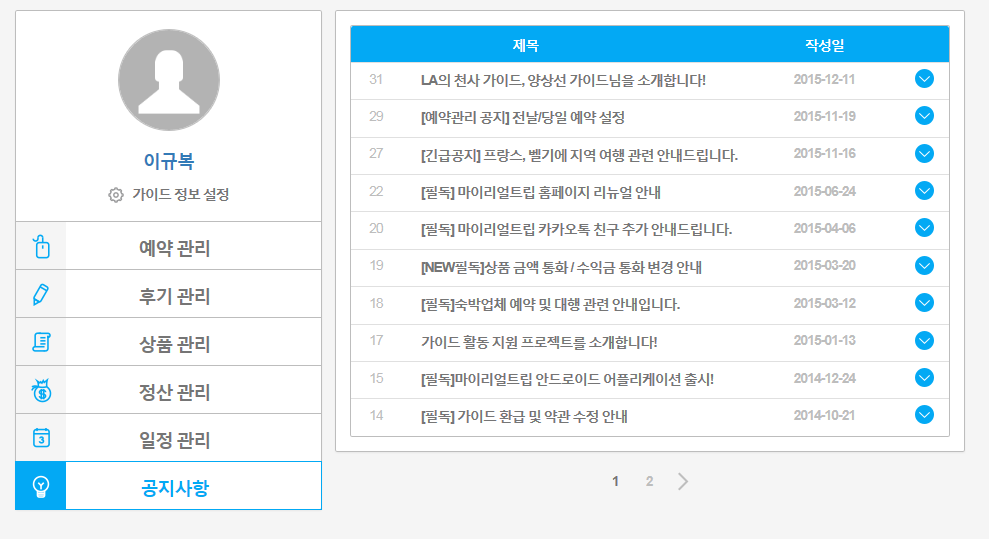 이규복
가이드 정보 설정
예약 관리
후기 관리
상품 관리
정산 관리
3
일정 관리
공지사항
제목 작성일
31 LA의 천사 가이드, 양상선 가이드님을 소개합니다! 2015-12-11
29 [예약관리 공지] 전날/당일 예약 설정 2015-11-19
27 [긴급공지] 프랑스, 벨기에 지역 여행 관련 안내드립니다. 2015-11-16
22 [필독] 마이리얼트립 홈페이지 리뉴얼 안내 2015-06-24
20 [필독] 마이리얼트립 카카오톡 친구 추가 안내드립니다. 2015-04-06
19 [NEW필독]상품 금액 통화 / 수익금 통화 변경 안내 2015-03-20
18 [필독]숙박업체 예약 및 대행 관련 안내입니다. 2015-03-12
17 가이드 활동 지원 프로젝트를 소개합니다! 2015-01-13
15 [필독]마이리얼트립 안드로이드 어플리케이션 출시! 2014-12-24
14 [필독] 가이드 환급 및 약관 수정 안내 2014-10-21
1 2